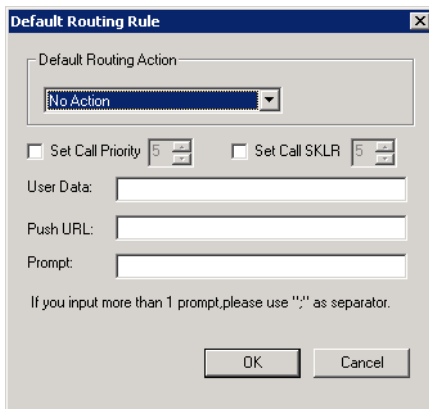 Default Routing Rule
Default Routing Action
No Action
Set Call Priority 5 Set Call SKLR 5
User Data:
Push URL:
Prompt:
If you input more than 1 prompt,please use ";" as separator.
OK Cancel